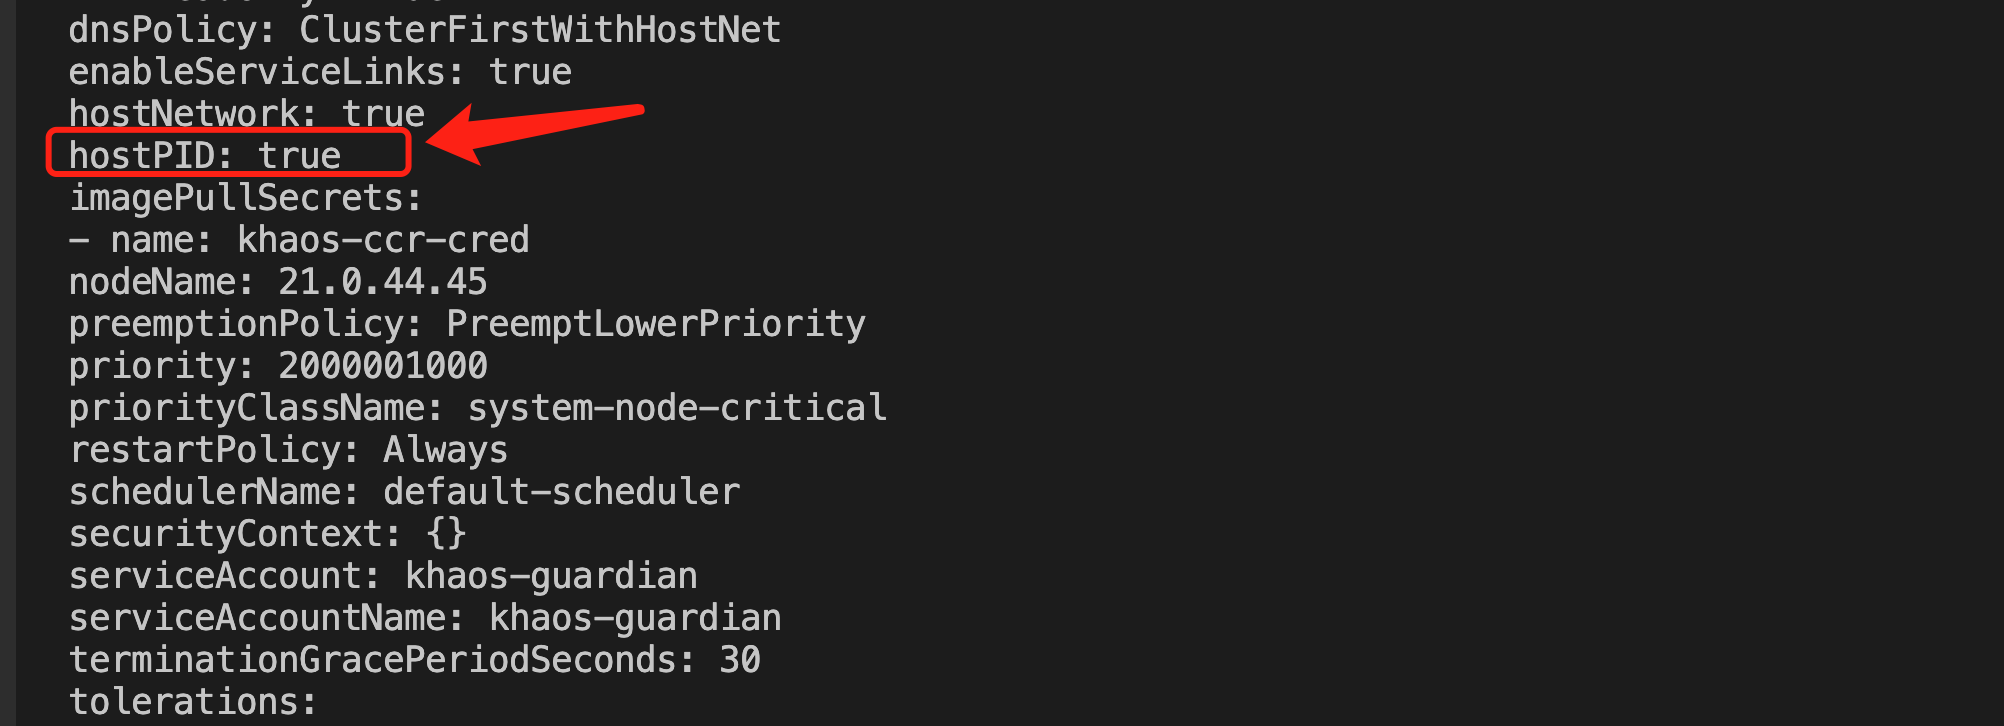 dnsPolicy: ClusterFirstWithHostNet
enableServiceLinks: true
hostNetwork: true
hostPID: true
imagePullSecrets:
- name: khaos-ccr-cred
nodeName: 21.0.44.45
preemptionPolicy: PreemptLowerPriority
priority: 2000001000
priorityClassName: system-node-critical
restartPolicy: Always
schedulerName: default-scheduler
securityContext: {}
serviceAccount: khaos-guardian
serviceAccountName: khaos-guardian
terminationGracePeriodSeconds: 30
tolerations: